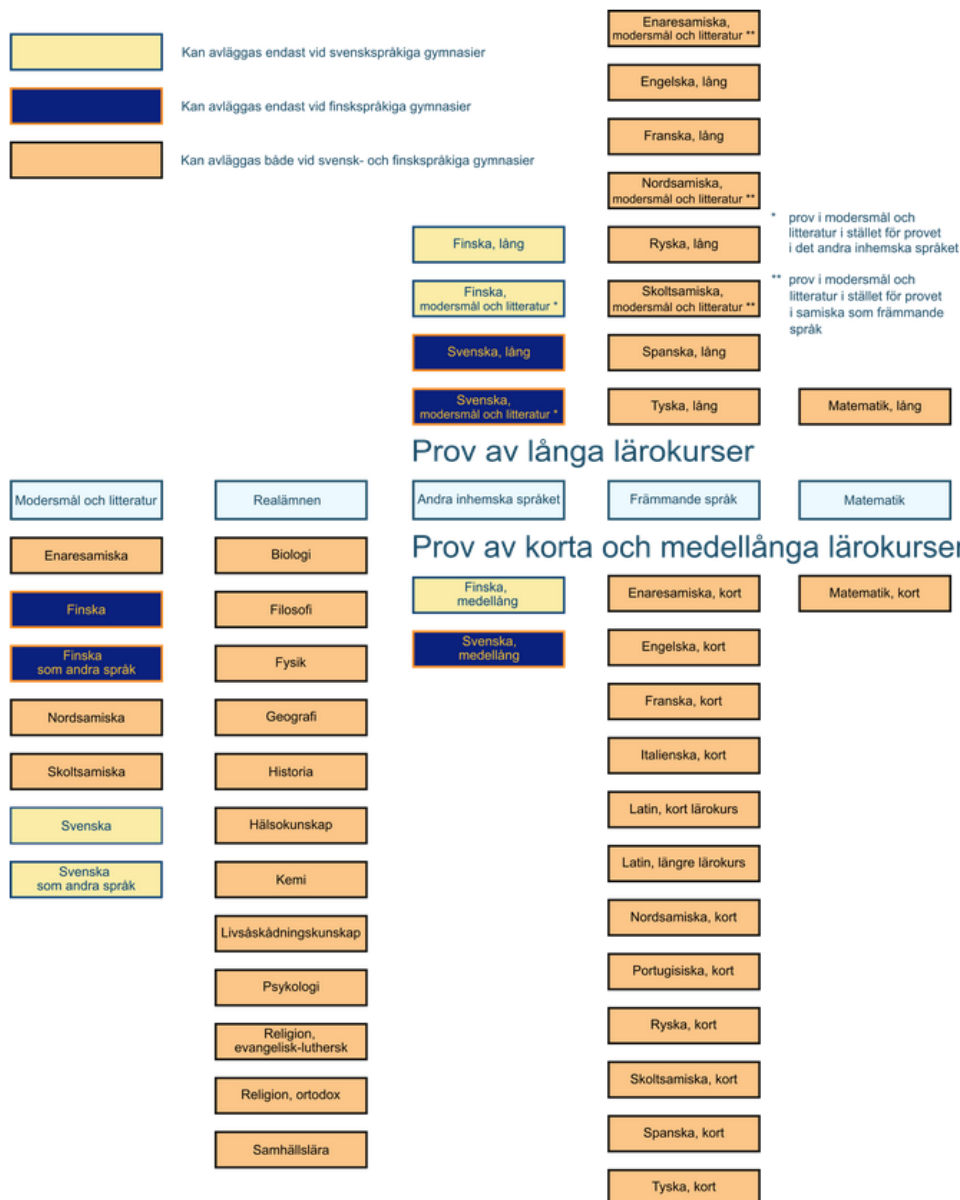 Kan avläggas endast vid svenskspråkiga gymnasier
Kan avläggas endast vid finskspråkiga gymnasier
Kan avläggas både vid svensk- och finskspråkiga gymnasier
Enaresamiska,
modersmål och litteratur **
Engelska, lång
Franska, lång
Nordsamiska,
modersmål och litteratur **
Finska, lång
Ryska, lång
Finska,
modersmål och litteratur *
Skoltsamiska,
modersmål och litteratur **
Svenska, lång
Spanska, lång
Svenska,
modersmål och litteratur *
Tyska, lång
Matematik, lång
* prov i modersmål och
litteratur i stället för provet
i det andra inhemska språket
** prov i modersmål och
litteratur i stället för provet
i samiska som främmande
språk
Prov av långa lärokurser
Modersmål och litteratur
Realämnen
Andra inhemska språket
Främmande språk
Matematik
Prov av korta och medellånga lärokurser
Enaresamiska
Finska
Finska
som andra språk
Nordsamiska
Skoltsamiska
Svenska
Svenska
som andra språk
Biologi
Filosofi
Fysik
Geografi
Historia
Hälsokunskap
Kemi
Livsåskådningskunskap
Psykologi
Religion,
evangelisk-luthersk
Religion, ortodox
Samhällslära
Finska,
medellång
Svenska,
medellång
Enaresamiska, kort
Engelska, kort
Franska, kort
Italienska, kort
Latin, kort lärokurs
Latin, längre lärokurs
Nordsamiska, kort
Portugisiska, kort
Ryska, kort
Skoltsamiska, kort
Spanska, kort
Tyska, kort
Matematik, kort